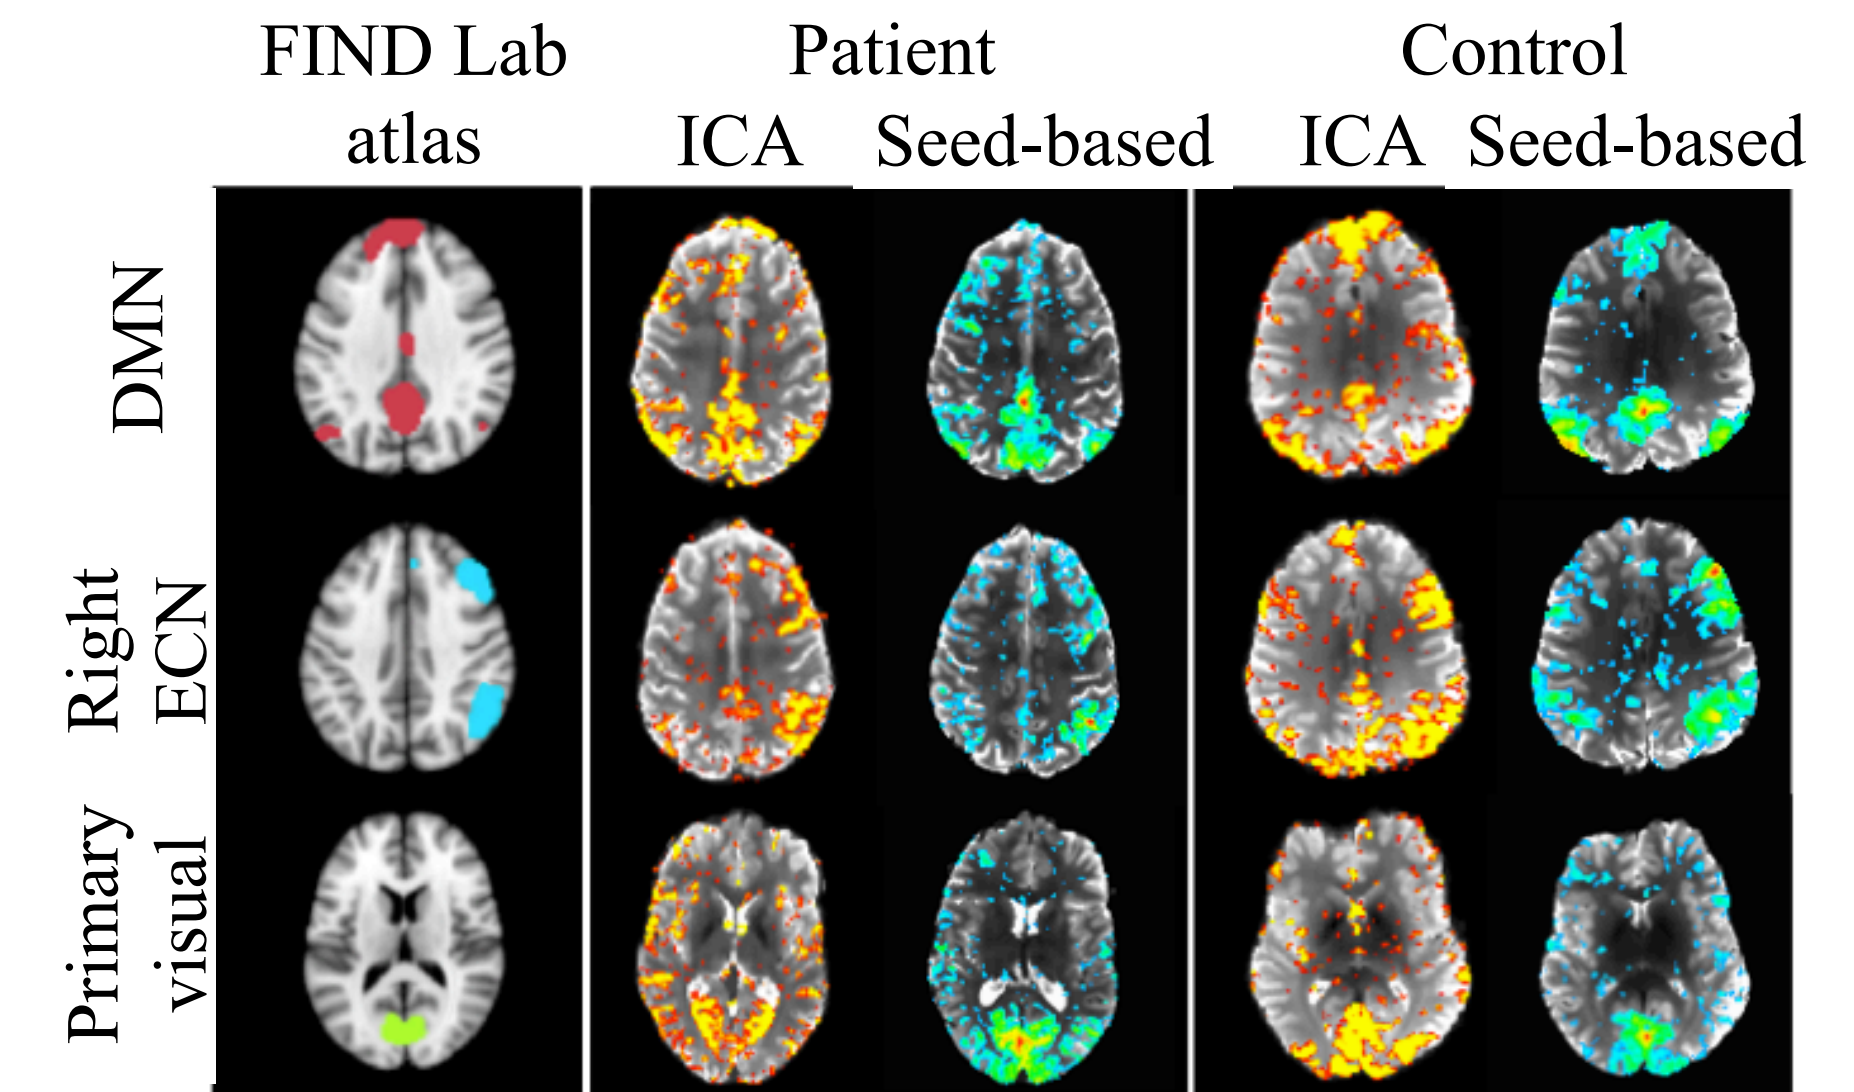 FIND Lab
atlas
Patient
Control
ICA
Seed-based
ICA
Seed-based
DMN
Right
ECN
Primary
visual